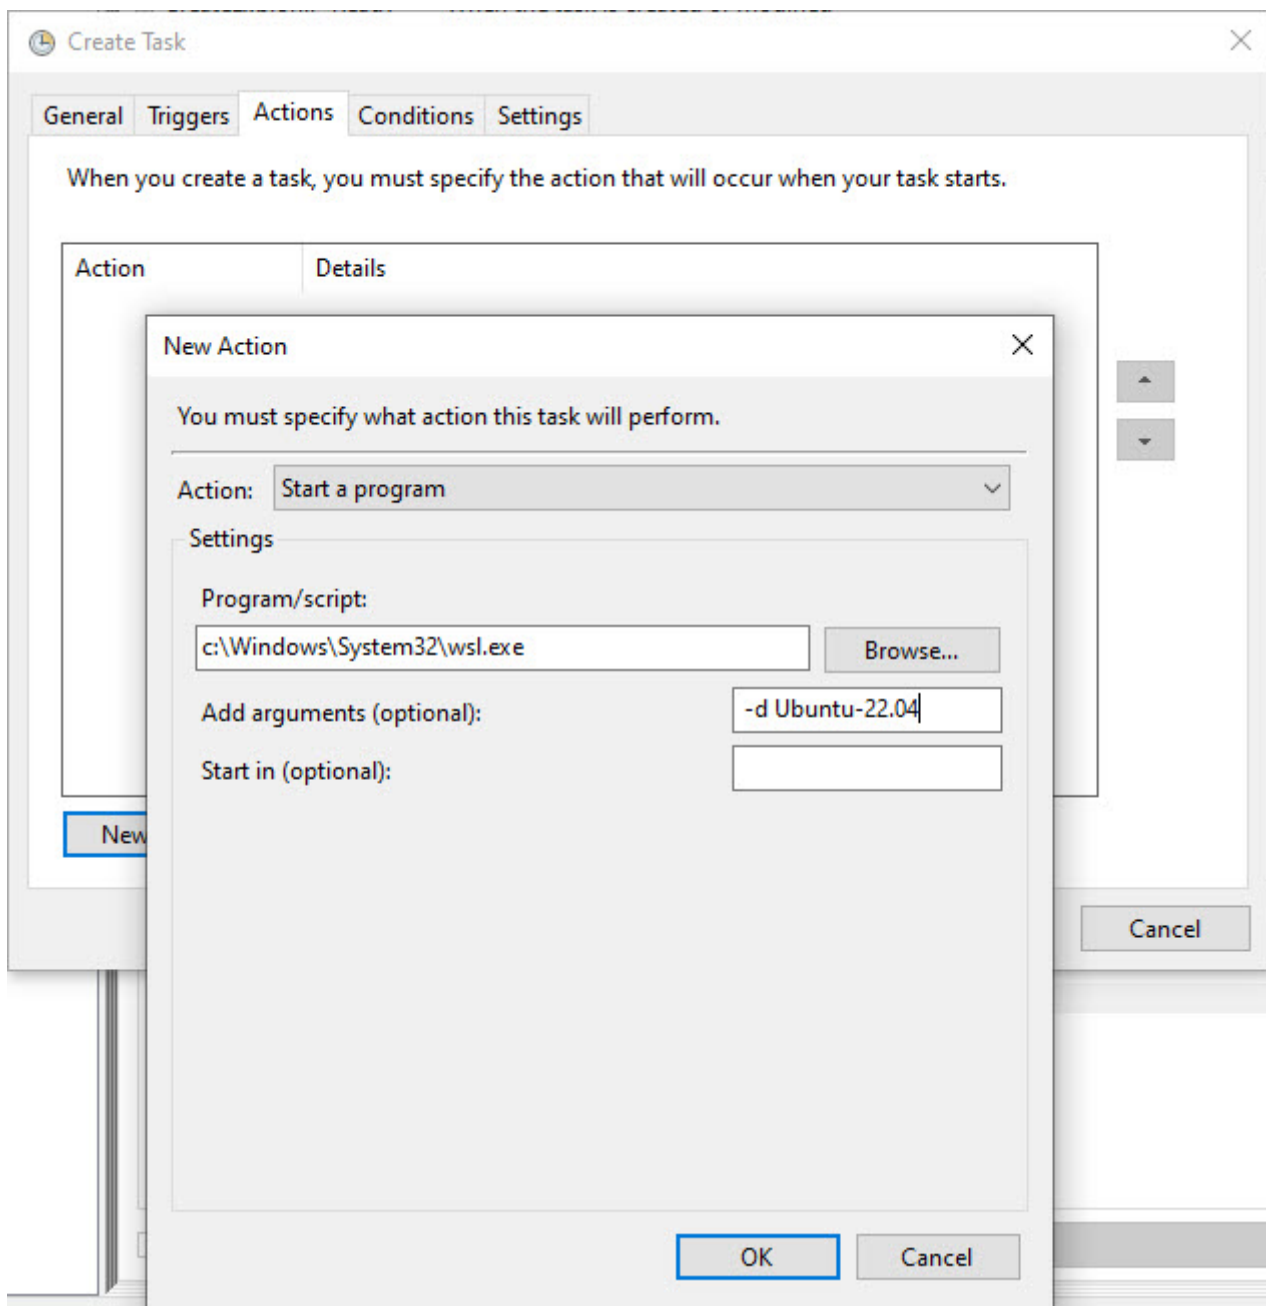 Create Task
General Triggers Actions Conditions Settings
When you create a task, you must specify the action that will occur when your task starts.
Action Details
New Action
You must specify what action this task will perform.
Action: Start a program
Settings
Program/script:
c:\Windows\System32\wsl.exe Browse...
Add arguments (optional): -d Ubuntu-22.04
Start in (optional):
New
Cancel
OK Cancel